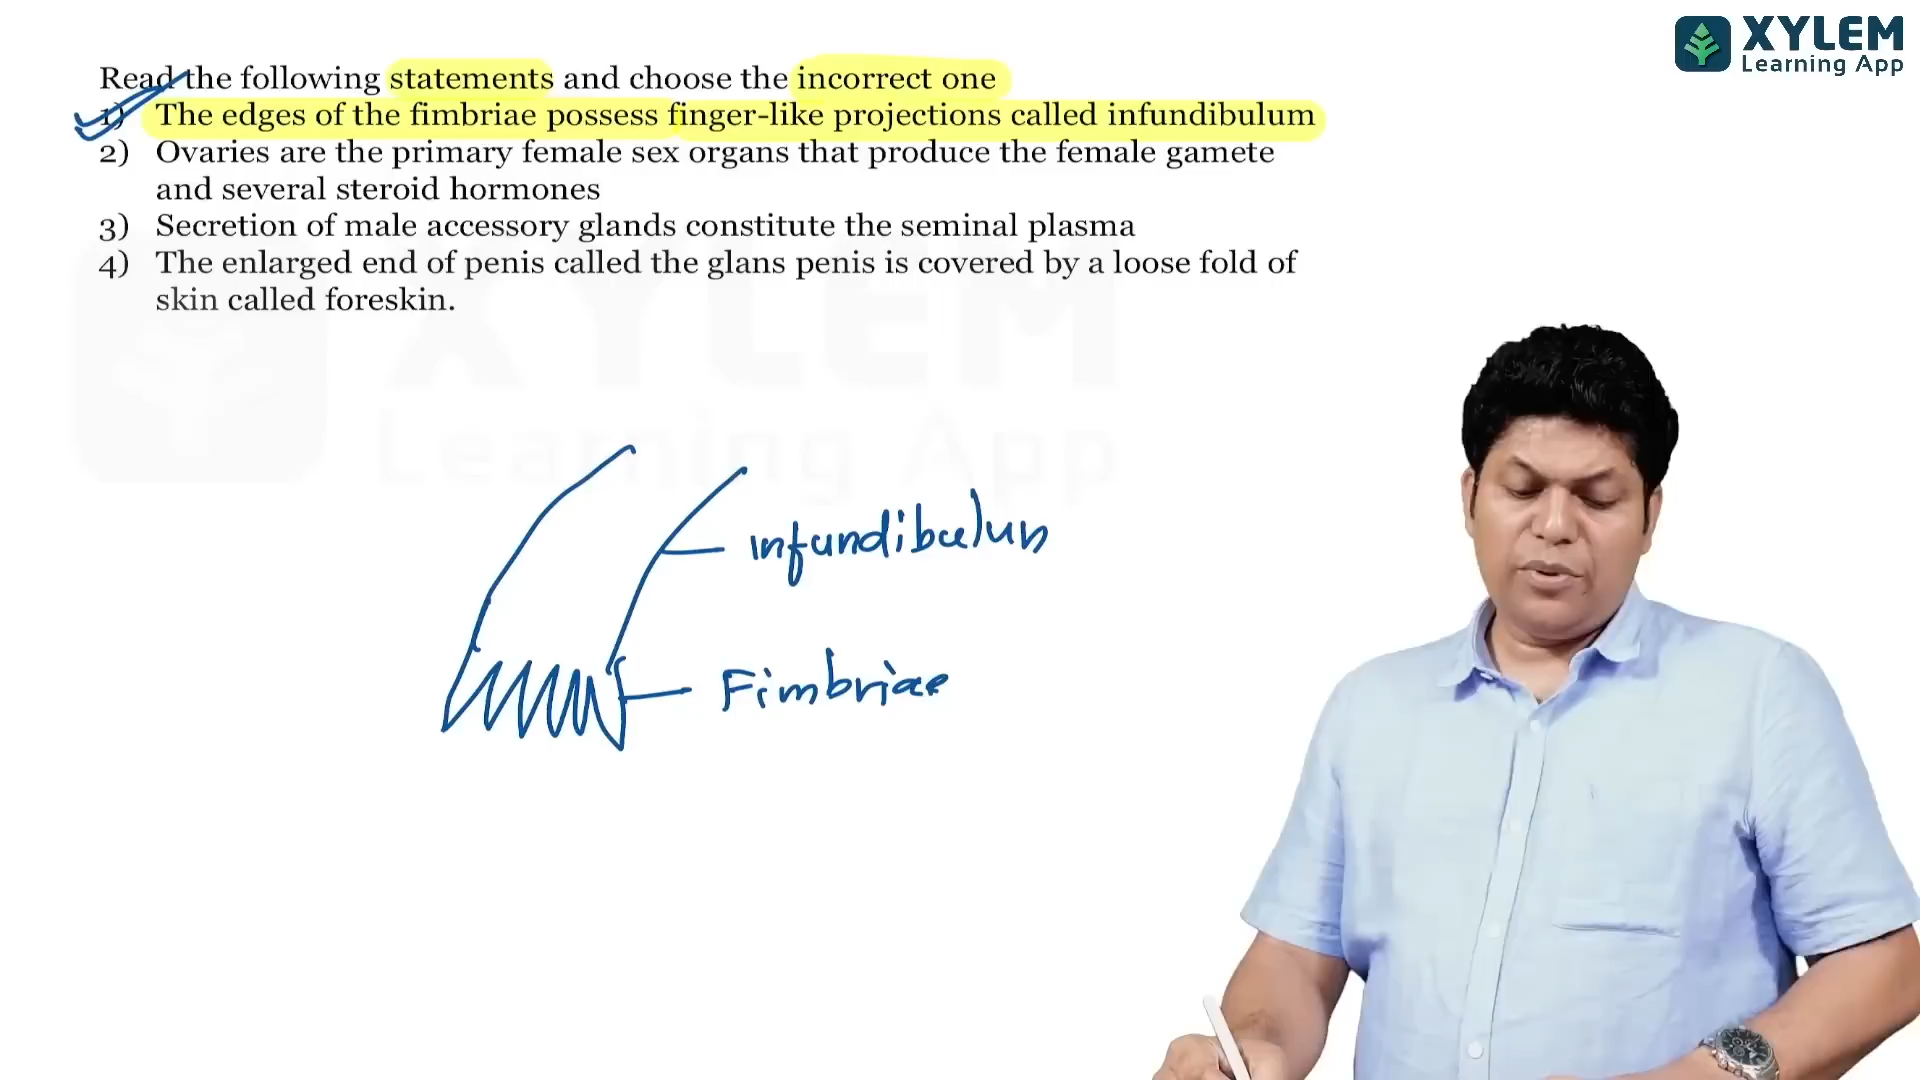 XYLEM
Learning App
Read the following statements and choose the incorrect one
1) The edges of the fimbriae possess finger-like projections called infundibulum
2) Ovaries are the primary female sex organs that produce the female gamete
and several steroid hormones
3) Secretion of male accessory glands constitute the seminal plasma
4) The enlarged end of penis called the glans penis is covered by a loose fold of
skin called foreskin.
XYLEM
Learning App
infundibulum
Fimbriae